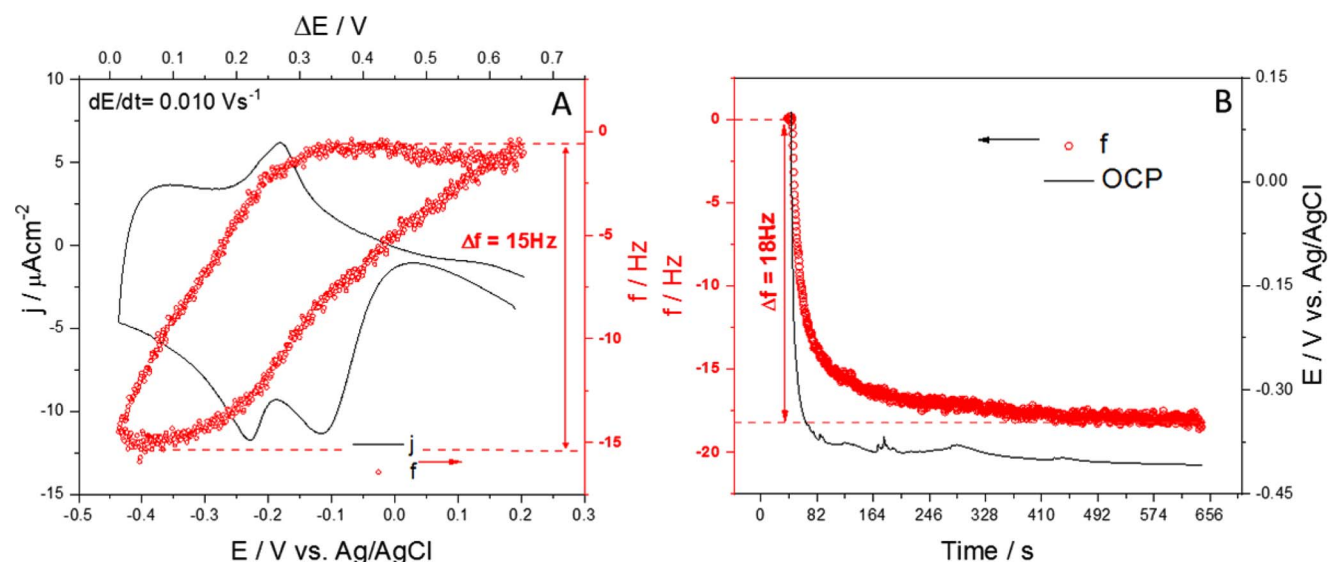 ΔE / V
0.0 0.1 0.2 0.3 0.4 0.5 0.6 0.7
dE/dt= 0.010 Vs⁻¹
A
10
5
0
-5
-10
-15
j / μAcm⁻²
0
-5
-10
-15
f / Hz
Δf = 15Hz
j
f
-0.5 -0.4 -0.3 -0.2 -0.1 0.0 0.1 0.2 0.3
E / V vs. Ag/AgCl
B
f / Hz
0
-5
-10
-15
-20
Δf = 18Hz
f
OCP
0.15
0.00
-0.15
-0.30
-0.45
E / V vs. Ag/AgCl
0 82 164 246 328 410 492 574 656
Time / s